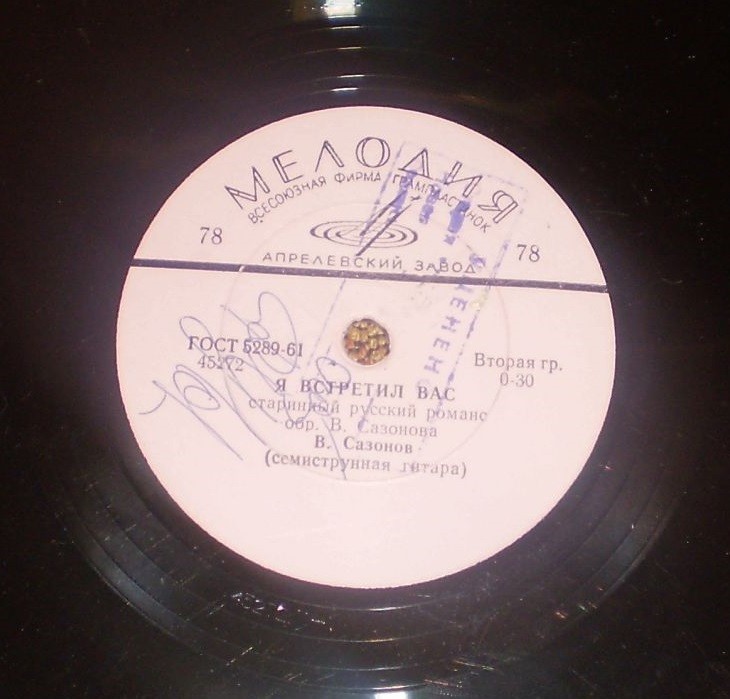 МЕЛОДИЯ
ВСЕСОЮЗНАЯ ФИРМА ГРАМПЛАСТИНОК
78 78
АПРЕЛЕВСКИЙ ЗАВОД
ГОСТ 5289-61
45272
Вторая гр.
0-30
Я ВСТРЕТИЛ ВАС
старинный русский романс
обр. В. Сазонова
В. Сазонов
(семиструнная гитара)
УЦЕНЕНО